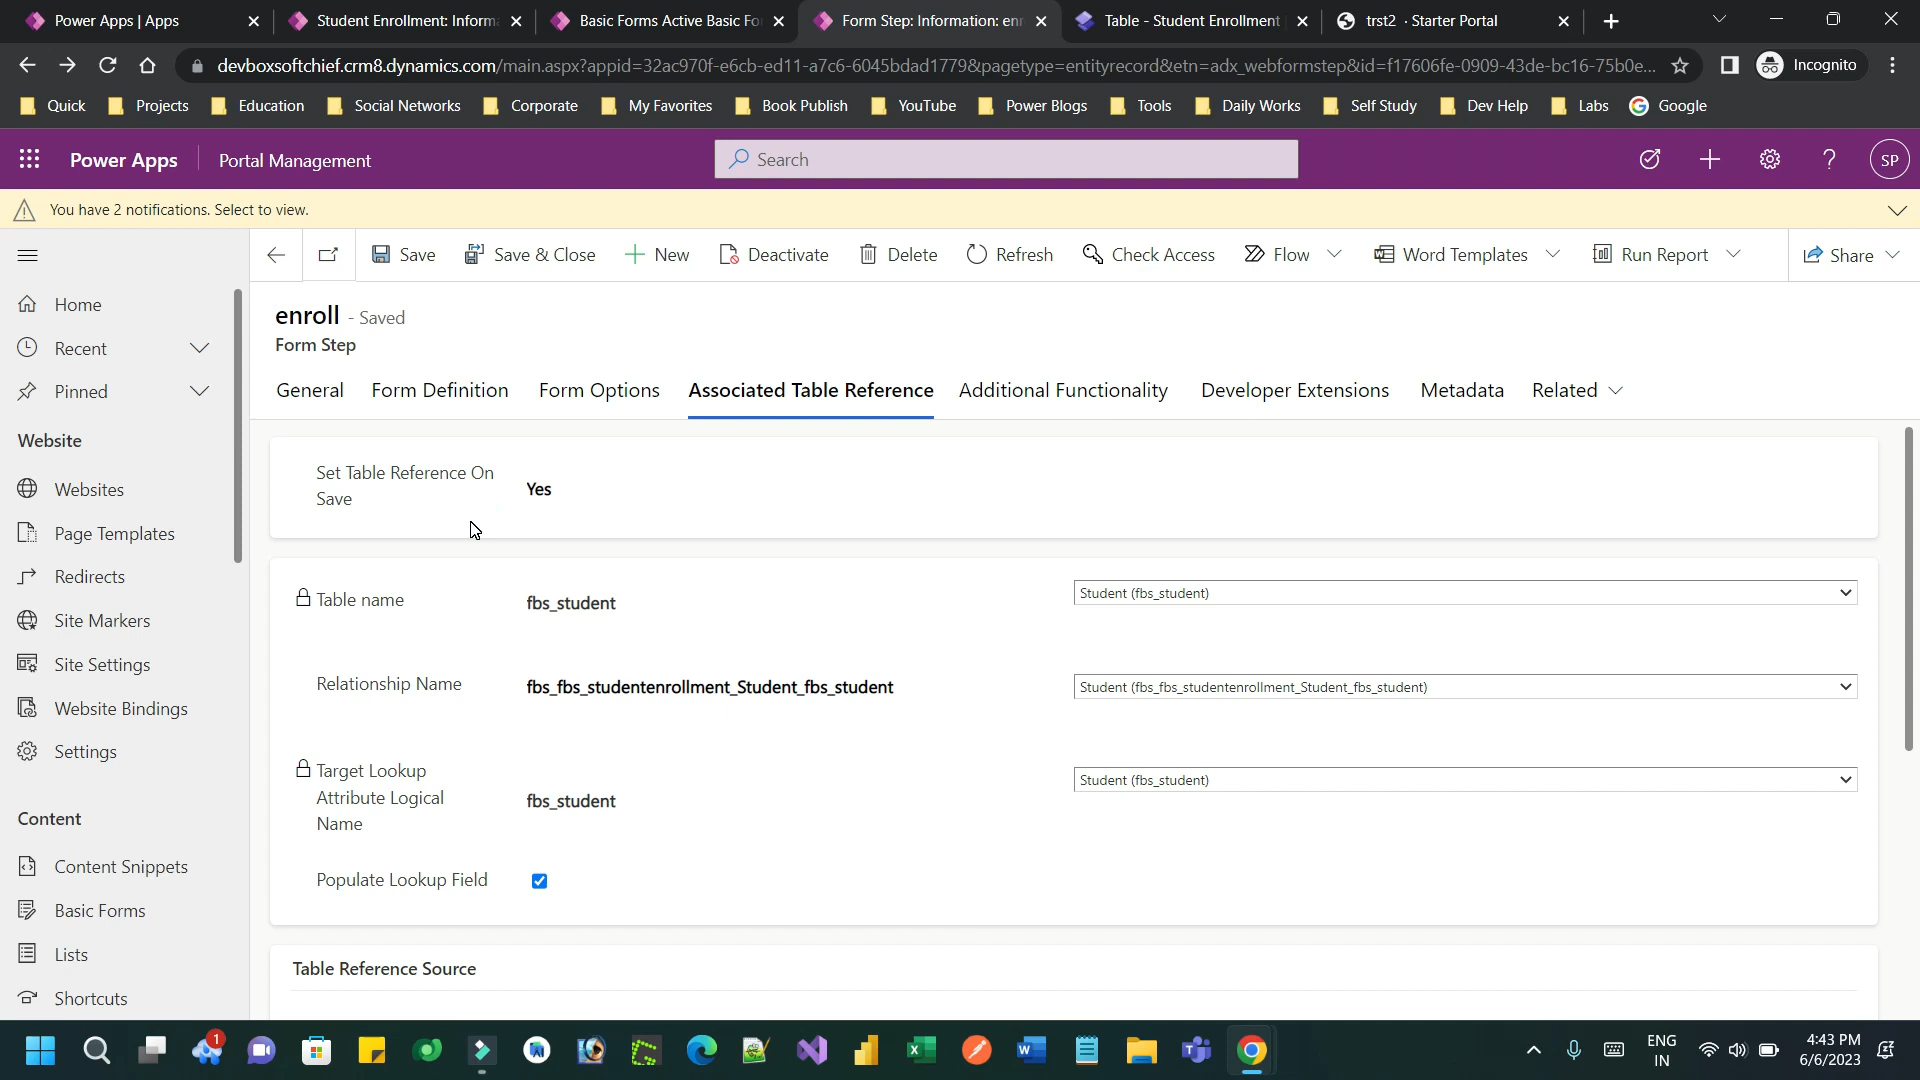 Power Apps | Apps
Student Enrollment: Inform
Basic Forms Active Basic Fo
Form Step: Information: enr
Table - Student Enrollment
trst2 · Starter Portal
devboxsoftchief.crm8.dynamics.com/main.aspx?appid=32ac970f-e6cb-ed11-a7c6-6045bdad1779&pagetype=entityrecord&etn=adx_webformstep&id=f17606fe-0909-43de-bc16-75b0e...
Incognito
Quick
Projects
Education
Social Networks
Corporate
My Favorites
Book Publish
YouTube
Power Blogs
Tools
Daily Works
Self Study
Dev Help
Labs
Google
Power Apps
Portal Management
Search
SP
You have 2 notifications. Select to view.
Save
Save & Close
New
Deactivate
Delete
Refresh
Check Access
Flow
Word Templates
Run Report
Share
Home
Recent
Pinned
Website
Websites
Page Templates
Redirects
Site Markers
Site Settings
Website Bindings
Settings
Content
Content Snippets
Basic Forms
Lists
Shortcuts
enroll - Saved
Form Step
General
Form Definition
Form Options
Associated Table Reference
Additional Functionality
Developer Extensions
Metadata
Related
Set Table Reference On
Save
Yes
Table name
fbs_student
Student (fbs_student)
Relationship Name
fbs_fbs_studentenrollment_Student_fbs_student
Student (fbs_fbs_studentenrollment_Student_fbs_student)
Target Lookup
Attribute Logical
Name
fbs_student
Student (fbs_student)
Populate Lookup Field
Table Reference Source
1
ENG
IN
4:43 PM
6/6/2023